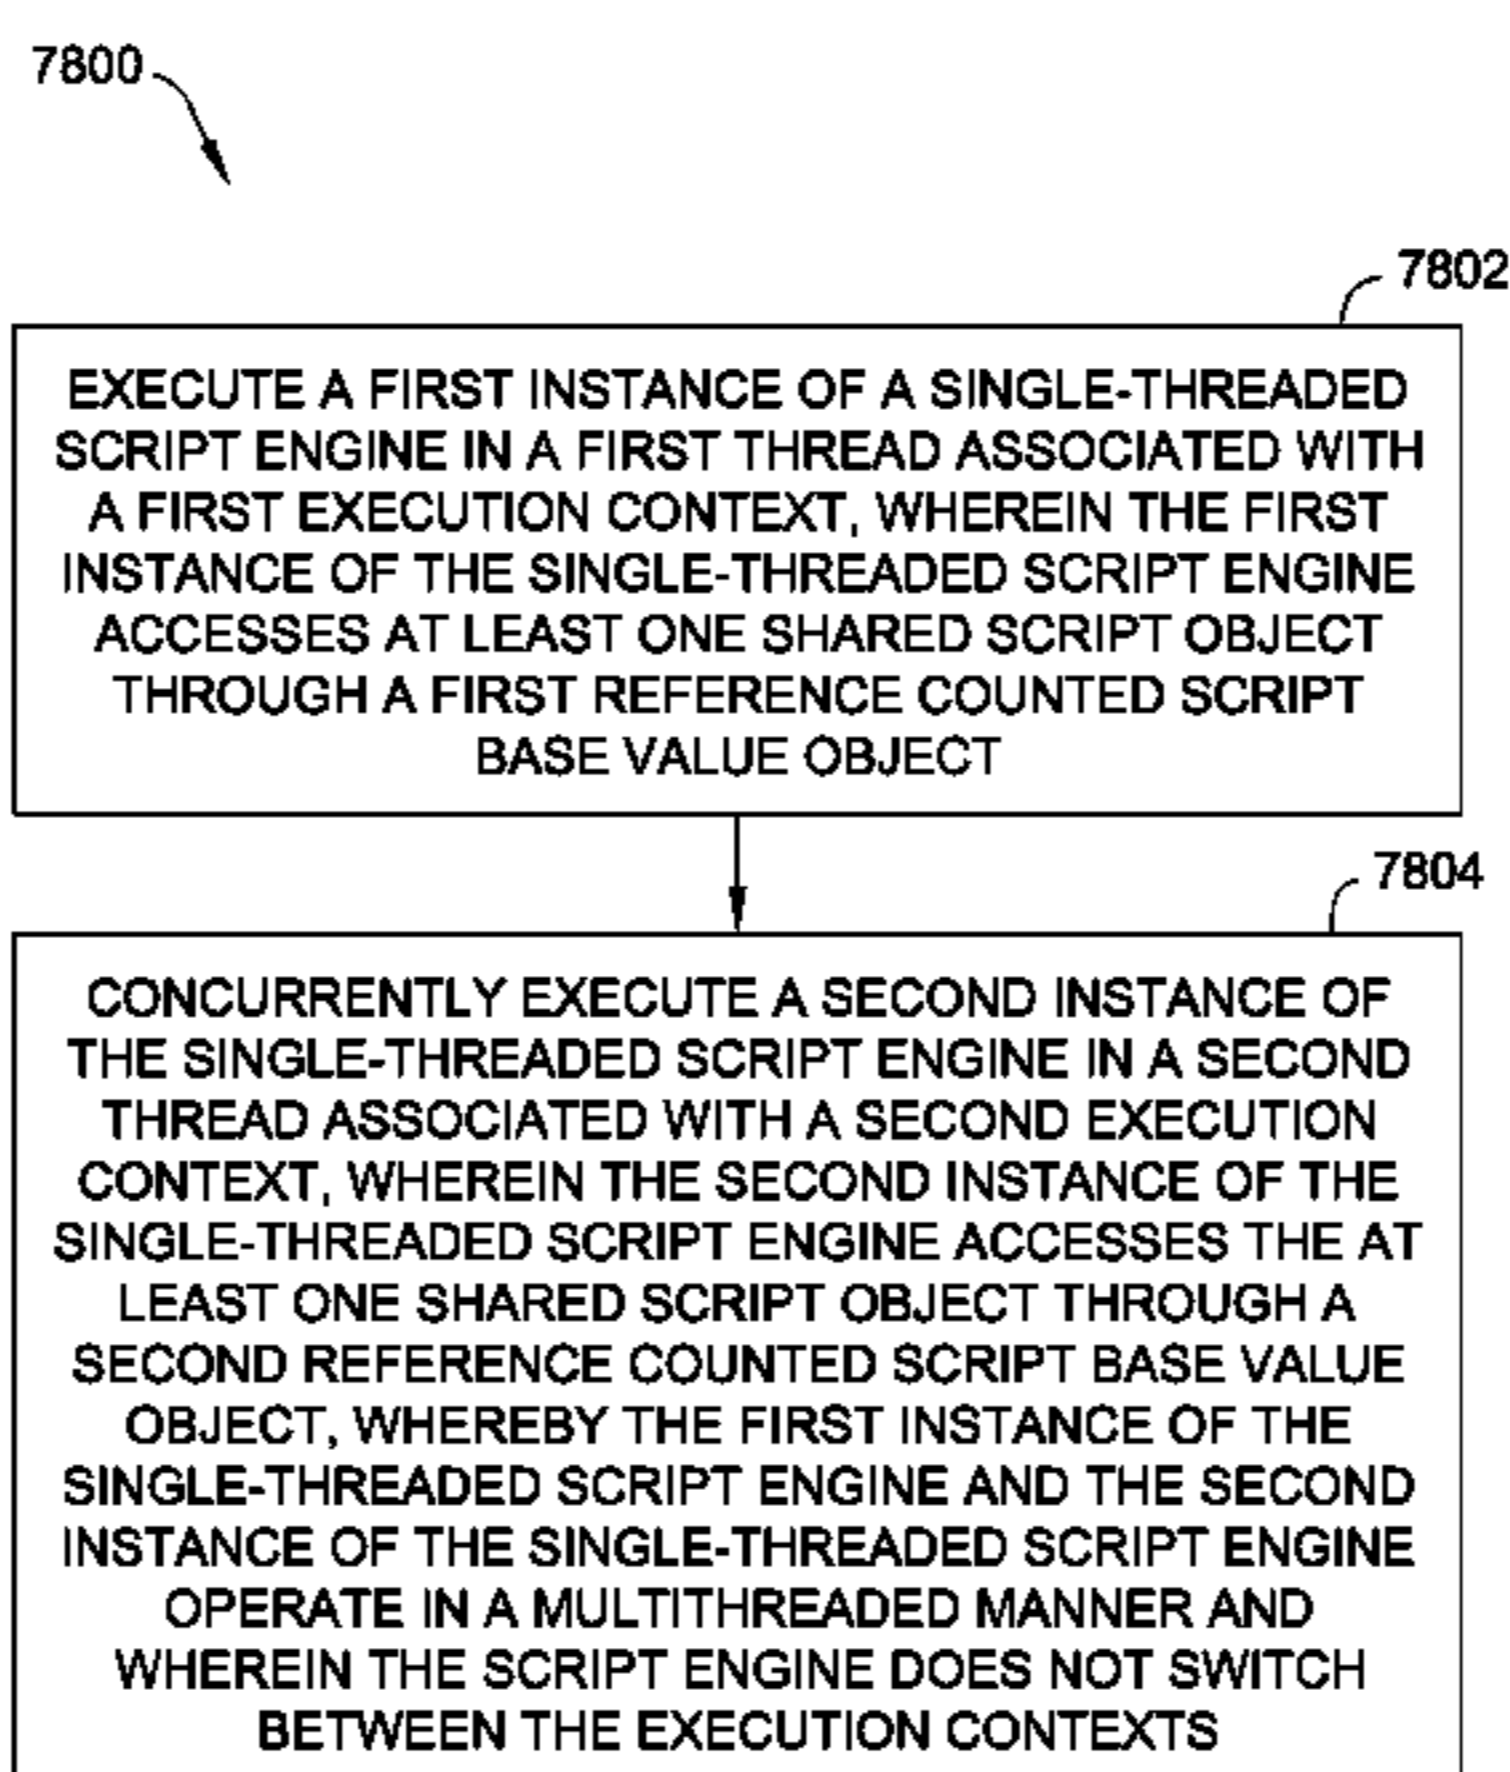 7800
7802
EXECUTE A FIRST INSTANCE OF A SINGLE-THREADED
SCRIPT ENGINE IN A FIRST THREAD ASSOCIATED WITH
A FIRST EXECUTION CONTEXT, WHEREIN THE FIRST
INSTANCE OF THE SINGLE-THREADED SCRIPT ENGINE
ACCESSES AT LEAST ONE SHARED SCRIPT OBJECT
THROUGH A FIRST REFERENCE COUNTED SCRIPT
BASE VALUE OBJECT
7804
CONCURRENTLY EXECUTE A SECOND INSTANCE OF
THE SINGLE-THREADED SCRIPT ENGINE IN A SECOND
THREAD ASSOCIATED WITH A SECOND EXECUTION
CONTEXT, WHEREIN THE SECOND INSTANCE OF THE
SINGLE-THREADED SCRIPT ENGINE ACCESSES THE AT
LEAST ONE SHARED SCRIPT OBJECT THROUGH A
SECOND REFERENCE COUNTED SCRIPT BASE VALUE
OBJECT, WHEREBY THE FIRST INSTANCE OF THE
SINGLE-THREADED SCRIPT ENGINE AND THE SECOND
INSTANCE OF THE SINGLE-THREADED SCRIPT ENGINE
OPERATE IN A MULTITHREADED MANNER AND
WHEREIN THE SCRIPT ENGINE DOES NOT SWITCH
BETWEEN THE EXECUTION CONTEXTS